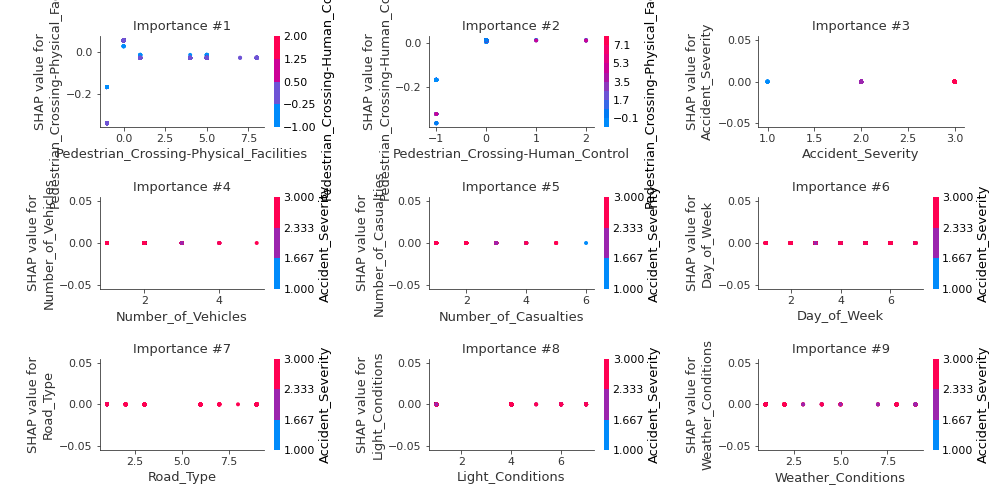 Importance #1
SHAP value for
Pedestrian_Crossing-Physical_Fa
0.0
−0.2
0.0
2.5
5.0
7.5
Pedestrian_Crossing-Physical_Facilities
2.00
1.25
0.50
−0.25
−1.00
Pedestrian_Crossing-Human_Co
Importance #2
SHAP value for
Pedestrian_Crossing-Human_Co
0.0
−0.2
−1
0
1
2
Pedestrian_Crossing-Human_Control
7.1
5.3
3.5
1.7
−0.1
Pedestrian_Crossing-Physical_Fa
Importance #3
SHAP value for
Accident_Severity
0.05
0.00
−0.05
1.0
1.5
2.0
2.5
3.0
Accident_Severity
Importance #4
SHAP value for
Number_of_Vehicles
0.05
0.00
−0.05
2
4
Number_of_Vehicles
3.000
2.333
1.667
1.000
Accident_Severity
Importance #5
SHAP value for
Number_of_Casualties
0.05
0.00
−0.05
2
4
6
Number_of_Casualties
3.000
2.333
1.667
1.000
Accident_Severity
Importance #6
SHAP value for
Day_of_Week
0.05
0.00
−0.05
2
4
6
Day_of_Week
3.000
2.333
1.667
1.000
Accident_Severity
Importance #7
SHAP value for
Road_Type
0.05
0.00
−0.05
2.5
5.0
7.5
Road_Type
3.000
2.333
1.667
1.000
Accident_Severity
Importance #8
SHAP value for
Light_Conditions
0.05
0.00
−0.05
2
4
6
Light_Conditions
3.000
2.333
1.667
1.000
Accident_Severity
Importance #9
SHAP value for
Weather_Conditions
0.05
0.00
−0.05
2.5
5.0
7.5
Weather_Conditions
3.000
2.333
1.667
1.000
Accident_Severity